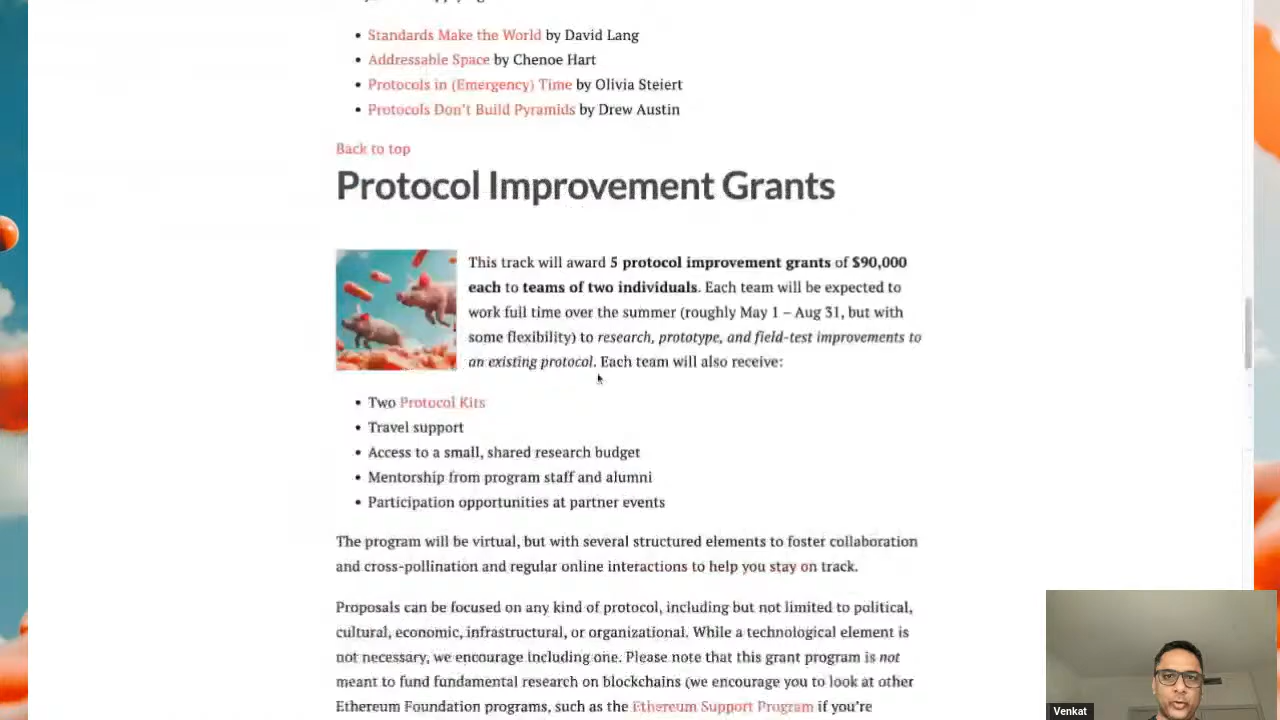 • Standards Make the World by David Lang
• Addressable Space by Chenoe Hart
• Protocols in (Emergency) Time by Olivia Steiert
• Protocols Don't Build Pyramids by Drew Austin
Back to top
Protocol Improvement Grants
This track will award 5 protocol improvement grants of $90,000
each to teams of two individuals. Each team will be expected to
work full time over the summer (roughly May 1 – Aug 31, but with
some flexibility) to research, prototype, and field-test improvements to
an existing protocol. Each team will also receive:
• Two Protocol Kits
• Travel support
• Access to a small, shared research budget
• Mentorship from program staff and alumni
• Participation opportunities at partner events
The program will be virtual, but with several structured elements to foster collaboration
and cross-pollination and regular online interactions to help you stay on track.
Proposals can be focused on any kind of protocol, including but not limited to political,
cultural, economic, infrastructural, or organizational. While a technological element is
not necessary, we encourage including one. Please note that this grant program is not
meant to fund fundamental research on blockchains (we encourage you to look at other
Ethereum Foundation programs, such as the Ethereum Support Program if you're
Venkat